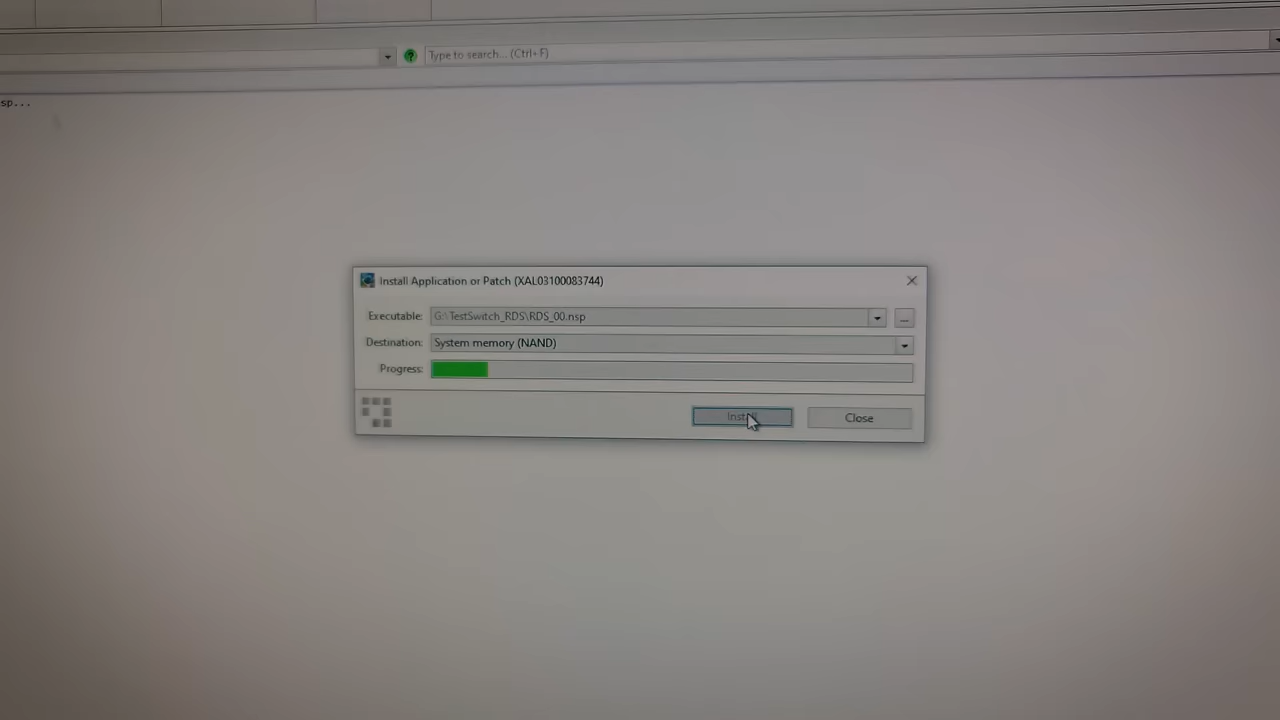 Type to search... (Ctrl+F)
sp...
Install Application or Patch (XAL03100083744)
Executable: G:\TestSwitch_RDS\RDS_00.nsp ...
Destination: System memory (NAND)
Progress:
Install Close